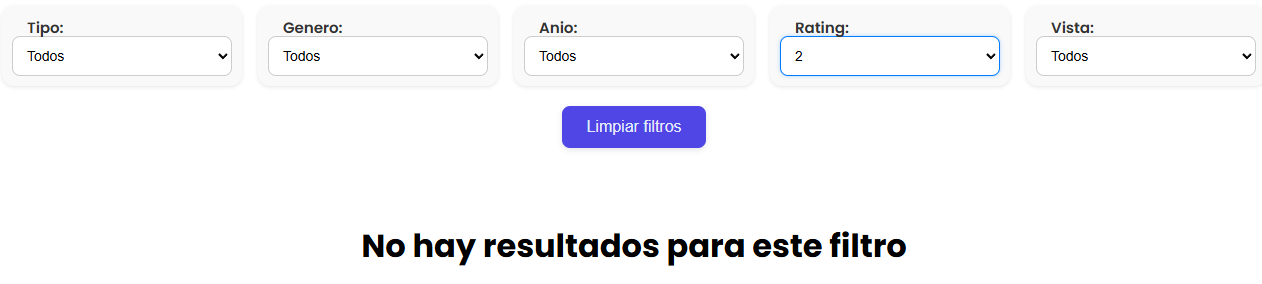 Tipo: Genero: Anio: Rating: Vista:
Todos Todos Todos 2 Todos
Limpiar filtros
No hay resultados para este filtro